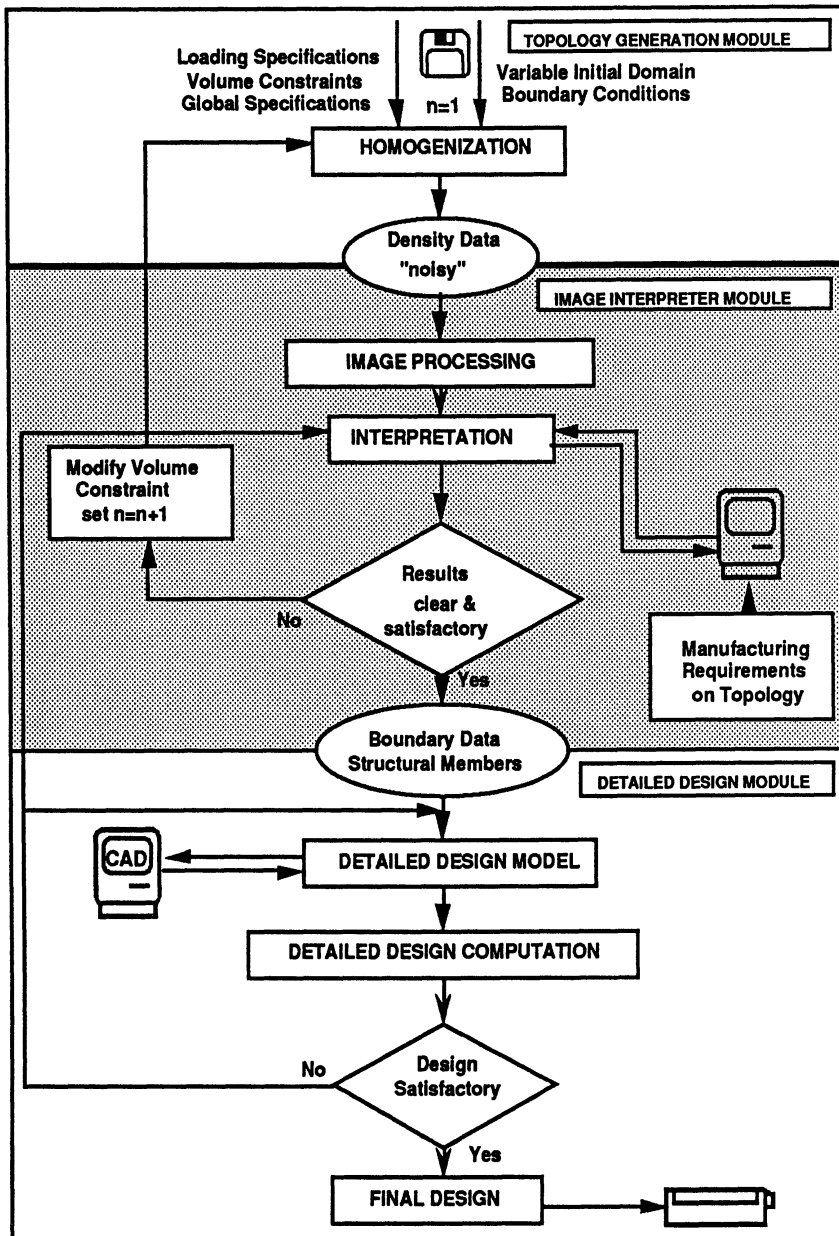 TOPOLOGY GENERATION MODULE
Loading Specifications
Volume Constraints
Global Specifications
n=1
Variable Initial Domain
Boundary Conditions
HOMOGENIZATION
Density Data
"noisy"
IMAGE INTERPRETER MODULE
IMAGE PROCESSING
INTERPRETATION
Modify Volume
Constraint
set n=n+1
Results
clear &
satisfactory
No
Yes
Manufacturing
Requirements
on Topology
Boundary Data
Structural Members
DETAILED DESIGN MODULE
CAD
DETAILED DESIGN MODEL
DETAILED DESIGN COMPUTATION
No
Design
Satisfactory
Yes
FINAL DESIGN